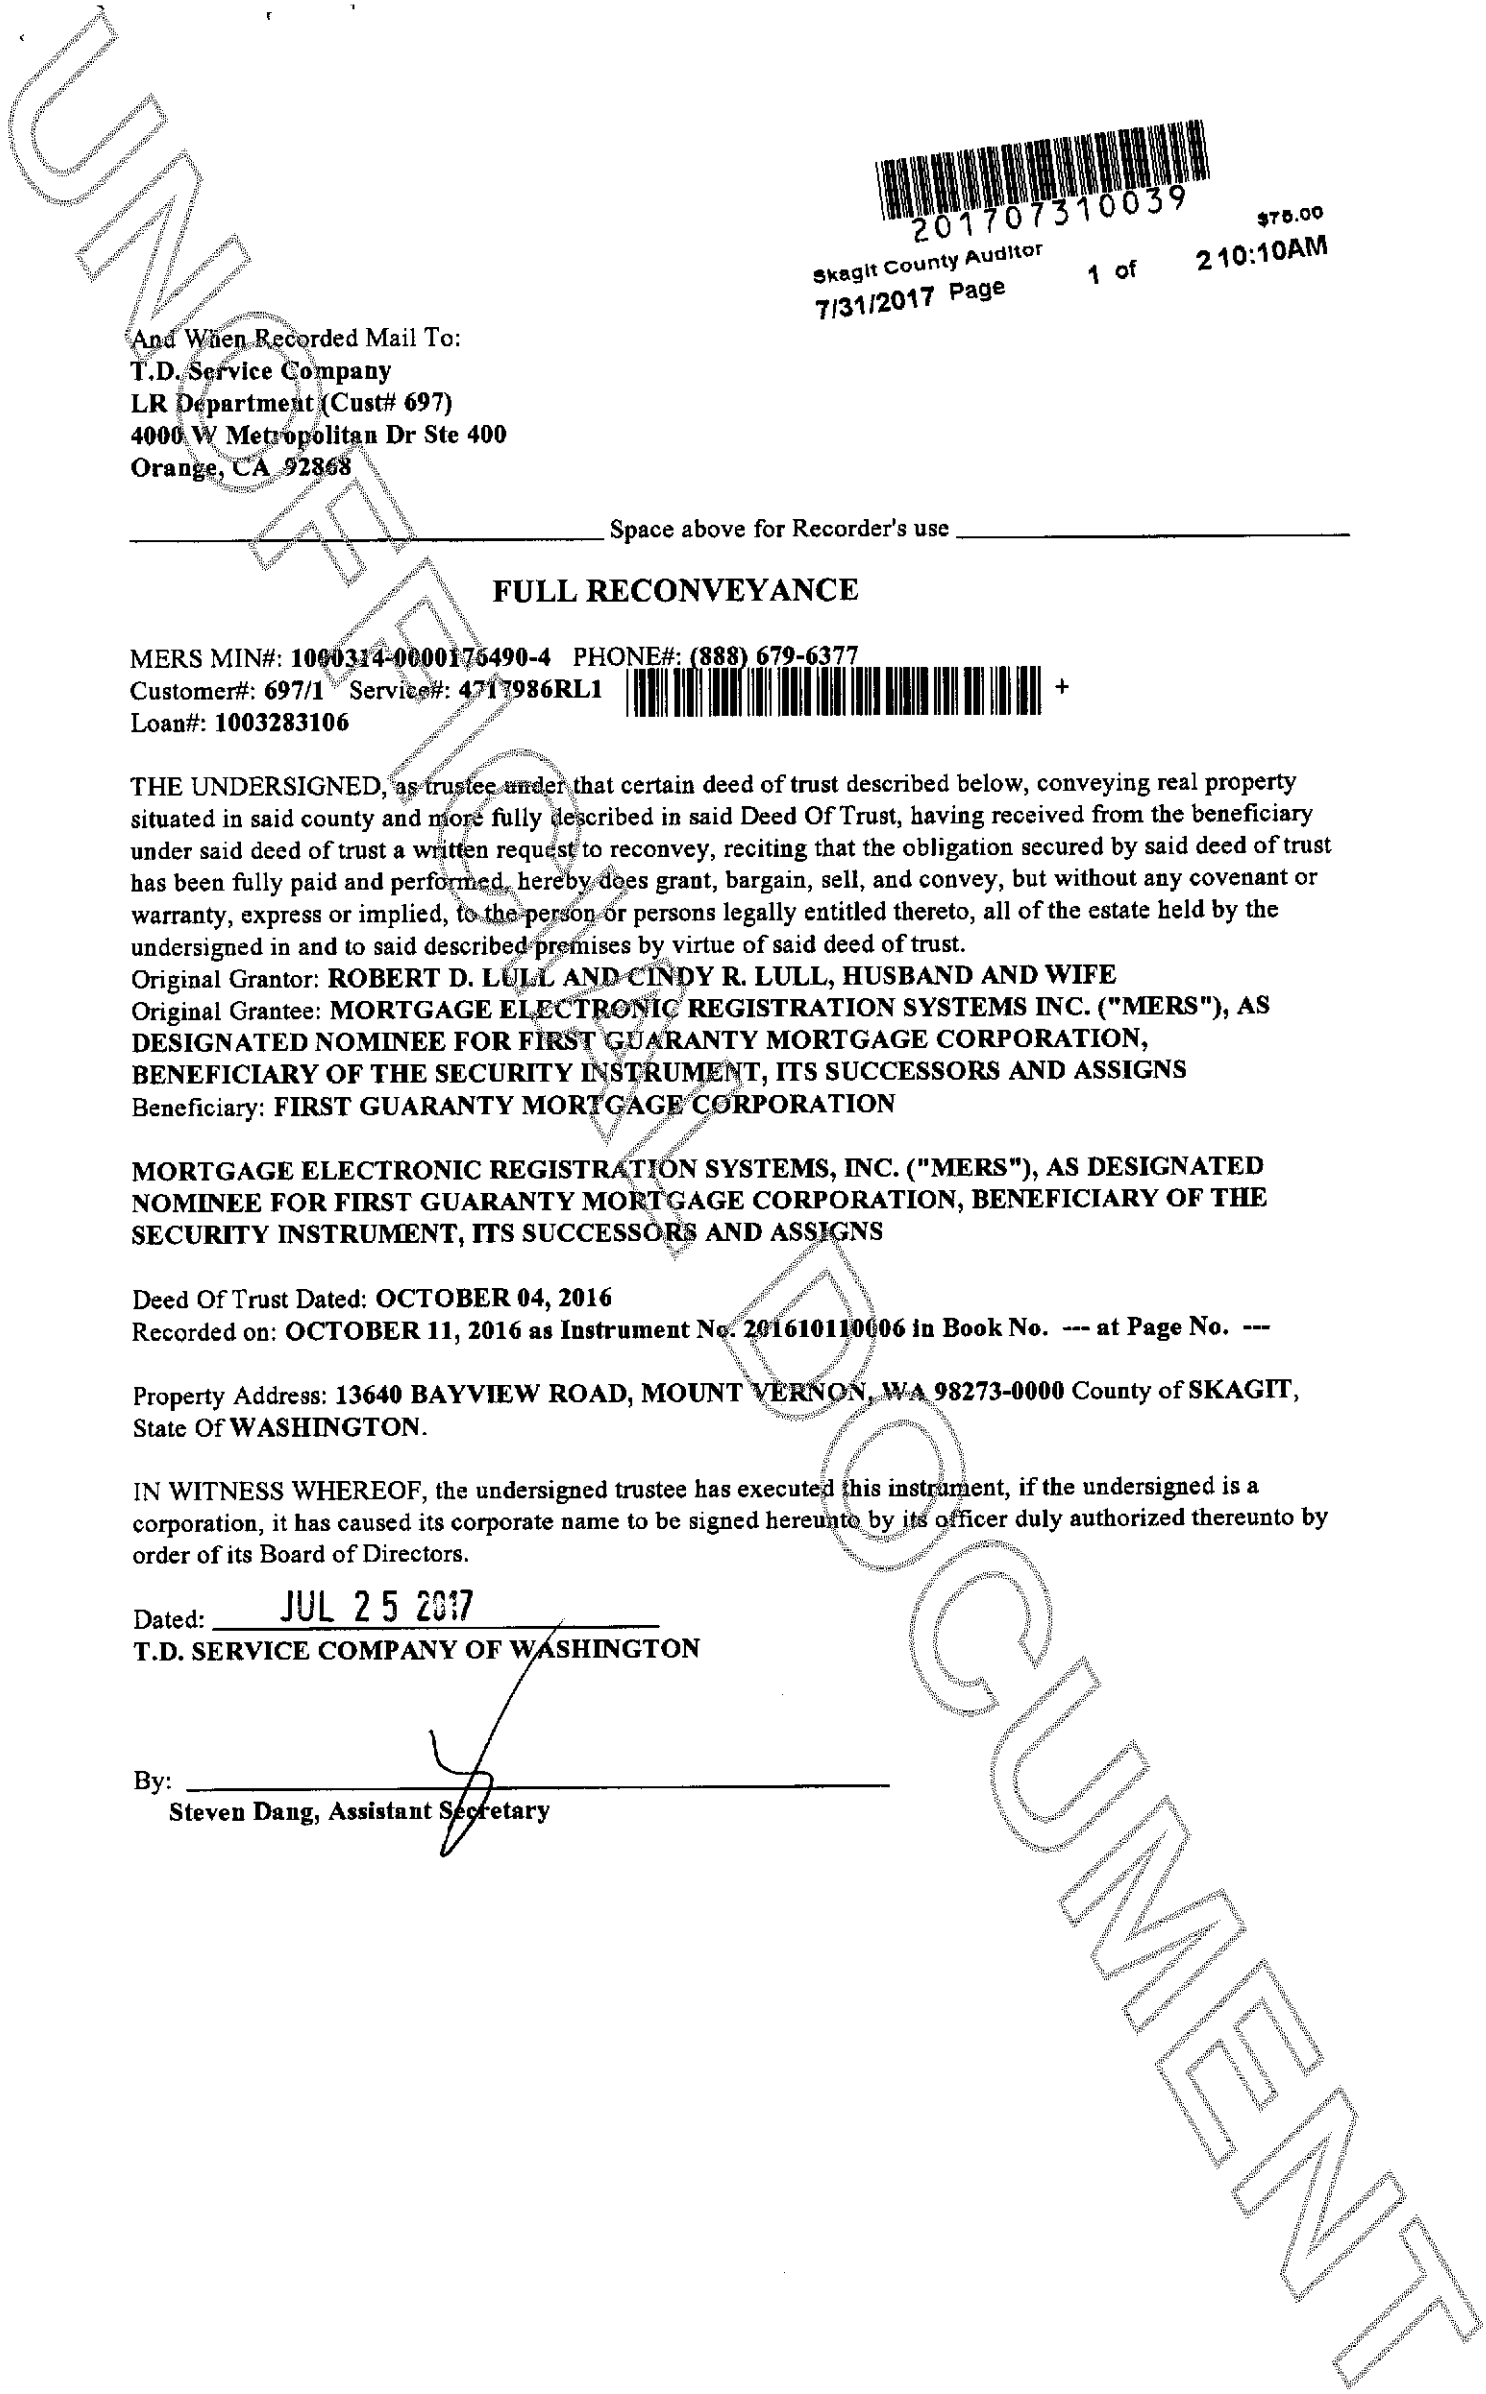 201707310039
$75.00
Skagit County Auditor
7/31/2017 Page 1 of 2 10:10AM
And When Recorded Mail To:
T.D. Service Company
LR Department (Cust# 697)
4000 W Metropolitan Dr Ste 400
Orange, CA 92868
Space above for Recorder's use
FULL RECONVEYANCE
MERS MIN#: 1000314-0000176490-4 PHONE#: (888) 679-6377
Customer#: 697/1 Service#: 4717986RL1 +
Loan#: 1003283106
THE UNDERSIGNED, as trustee under that certain deed of trust described below, conveying real property
situated in said county and more fully described in said Deed Of Trust, having received from the beneficiary
under said deed of trust a written request to reconvey, reciting that the obligation secured by said deed of trust
has been fully paid and performed, hereby does grant, bargain, sell, and convey, but without any covenant or
warranty, express or implied, to the person or persons legally entitled thereto, all of the estate held by the
undersigned in and to said described premises by virtue of said deed of trust.
Original Grantor: ROBERT D. LULL AND CINDY R. LULL, HUSBAND AND WIFE
Original Grantee: MORTGAGE ELECTRONIC REGISTRATION SYSTEMS INC. ("MERS"), AS
DESIGNATED NOMINEE FOR FIRST GUARANTY MORTGAGE CORPORATION,
BENEFICIARY OF THE SECURITY INSTRUMENT, ITS SUCCESSORS AND ASSIGNS
Beneficiary: FIRST GUARANTY MORTGAGE CORPORATION
MORTGAGE ELECTRONIC REGISTRATION SYSTEMS, INC. ("MERS"), AS DESIGNATED
NOMINEE FOR FIRST GUARANTY MORTGAGE CORPORATION, BENEFICIARY OF THE
SECURITY INSTRUMENT, ITS SUCCESSORS AND ASSIGNS
Deed Of Trust Dated: OCTOBER 04, 2016
Recorded on: OCTOBER 11, 2016 as Instrument No. 201610110006 in Book No. --- at Page No. ---
Property Address: 13640 BAYVIEW ROAD, MOUNT VERNON, WA 98273-0000 County of SKAGIT,
State Of WASHINGTON.
IN WITNESS WHEREOF, the undersigned trustee has executed this instrument, if the undersigned is a
corporation, it has caused its corporate name to be signed hereunto by its officer duly authorized thereunto by
order of its Board of Directors.
Dated: JUL 25 2017
T.D. SERVICE COMPANY OF WASHINGTON
By:
Steven Dang, Assistant Secretary
UNOFFICIAL DOCUMENT